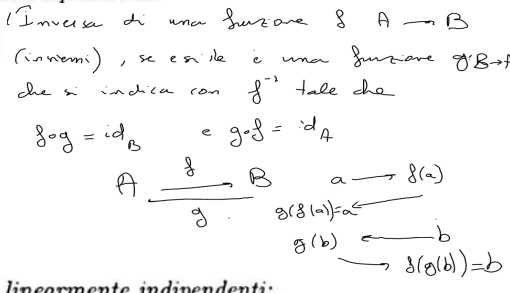 l'Inversa di una funzione f A → B
(insiemi), se esiste è una funzione g:B→A
che si indica con f⁻¹ tale che
f∘g = id_B e g∘f = id_A
A f→ B a → f(a)
g g(f(a))=a ←
g(b) ← b
→ f(g(b))=b
linearmente indipendenti: